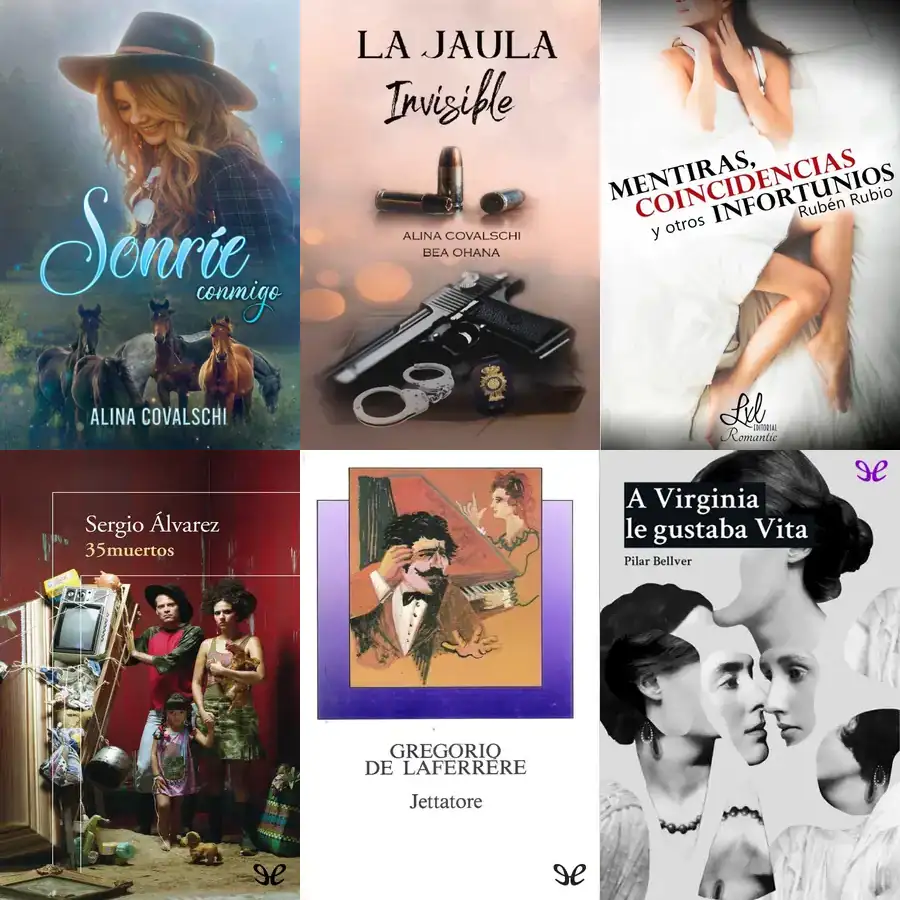 Sonríe
conmigo
ALINA COVALSCHI
LA JAULA
Invisible
ALINA COVALSCHI
BEA OHANA
MENTIRAS,
COINCIDENCIAS
y otros INFORTUNIOS
Rubén Rubio
LxL
EDITORIAL
Romantic
Sergio Álvarez
35muertos
GREGORIO
DE LAFERRÈRE
Jettatore
A Virginia
le gustaba Vita
Pilar Bellver